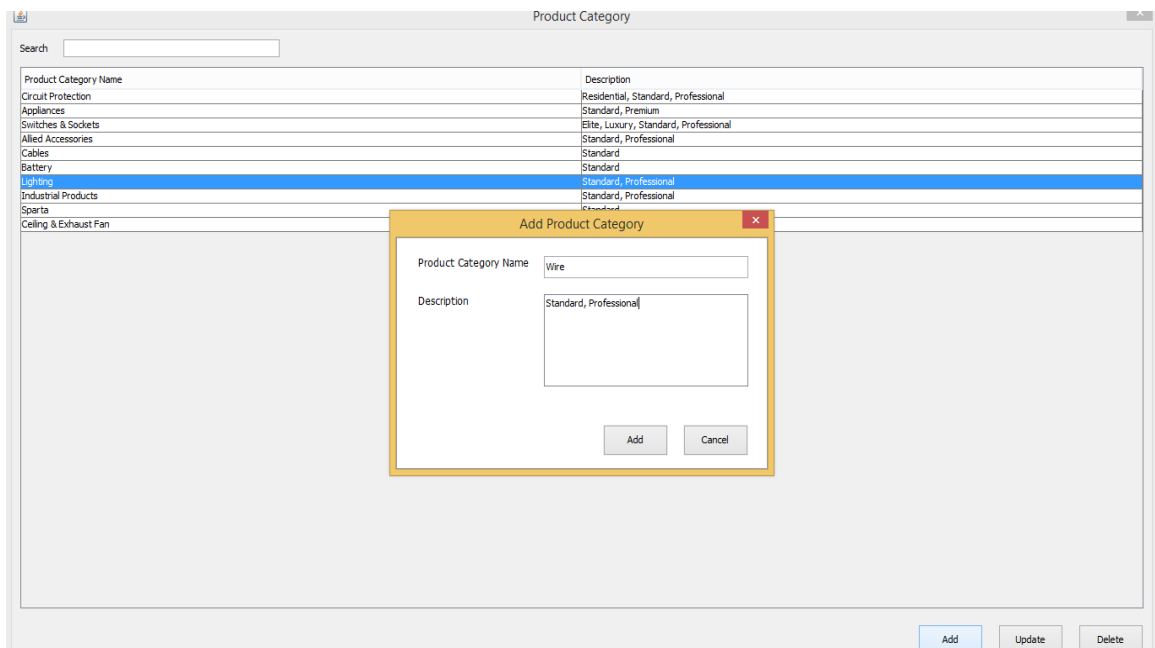 Product Category
Search
Product Category Name Description
Circuit Protection Residential, Standard, Professional
Appliances Standard, Premium
Switches & Sockets Elite, Luxury, Standard, Professional
Allied Accessories Standard, Professional
Cables Standard
Battery Standard
Lighting Standard, Professional
Industrial Products Standard, Professional
Sparta Standard
Ceiling & Exhaust Fan
Add Product Category
Product Category Name Wire
Description Standard, Professional
Add Cancel
Add Update Delete